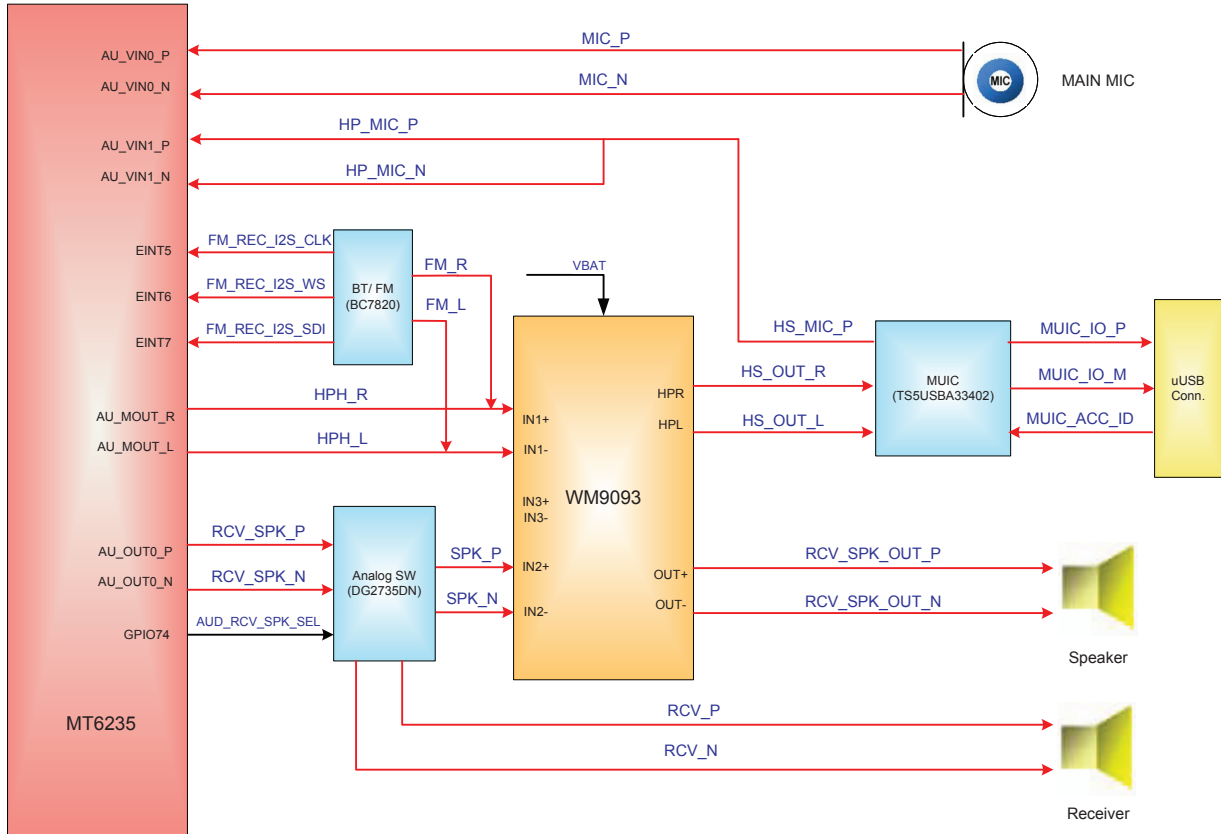 MIC_P
AU_VIN0_P
MIC
MAIN MIC
MIC_N
AU_VIN0_N
HP_MIC_P
AU_VIN1_P
HP_MIC_N
AU_VIN1_N
EINT5
FM_REC_I2S_CLK
EINT6
FM_REC_I2S_WS
EINT7
FM_REC_I2S_SDI
BT/ FM
(BC7820)
FM_R
FM_L
VBAT
AU_MOUT_R
HPH_R
AU_MOUT_L
HPH_L
IN1+
IN1-
IN3+
IN3-
WM9093
IN2+
IN2-
HPR
HPL
OUT+
OUT-
HS_MIC_P
HS_OUT_R
HS_OUT_L
MUIC
(TS5USBA33402)
MUIC_IO_P
MUIC_IO_M
MUIC_ACC_ID
uUSB
Conn.
AU_OUT0_P
RCV_SPK_P
AU_OUT0_N
RCV_SPK_N
GPIO74
AUD_RCV_SPK_SEL
Analog SW
(DG2735DN)
SPK_P
SPK_N
RCV_SPK_OUT_P
RCV_SPK_OUT_N
Speaker
MT6235
RCV_P
RCV_N
Receiver